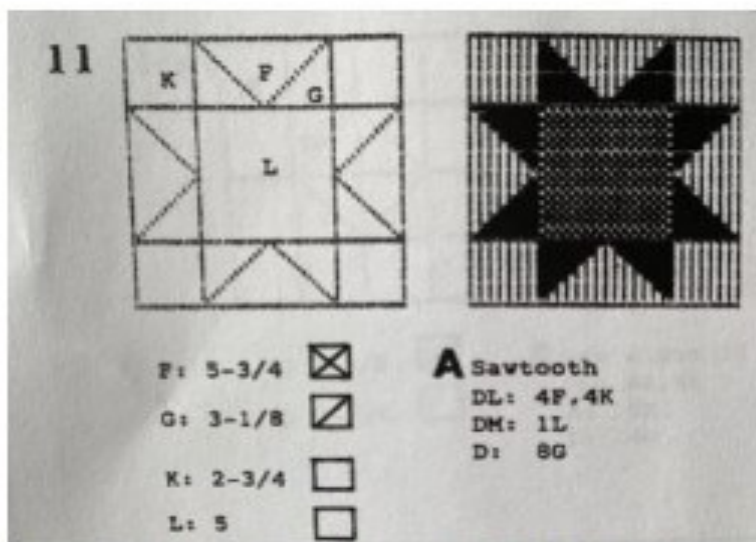 11
K
F
G
L
F: 5-3/4
G: 3-1/8
K: 2-3/4
L: 5
A Sawtooth
DL: 4F,4K
DM: 1L
D: 8G